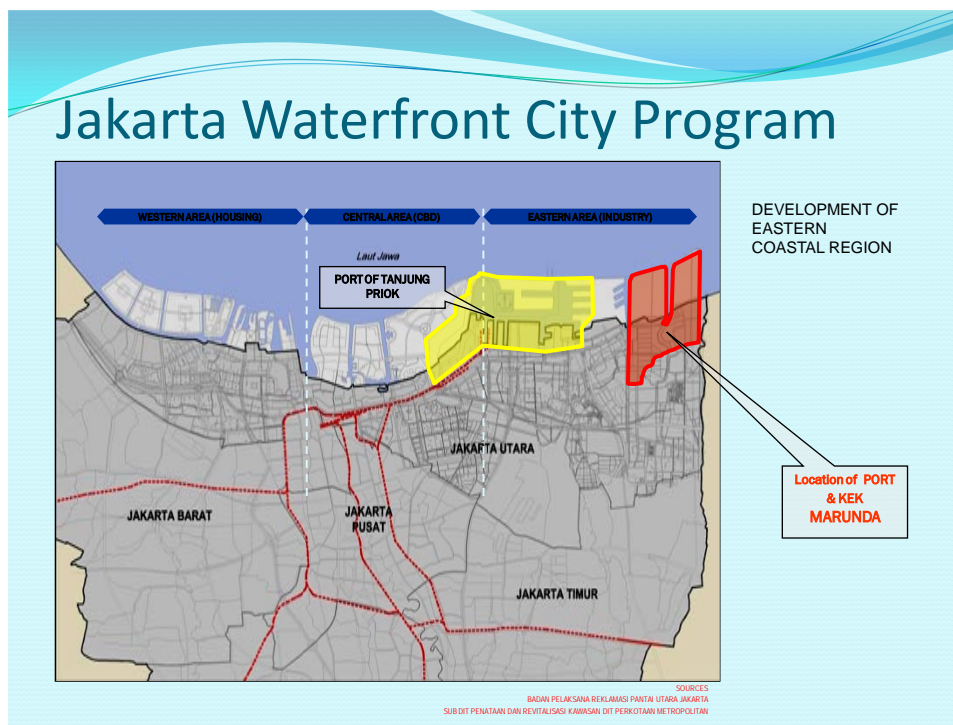 Jakarta Waterfront City Program
WESTERN AREA (HOUSING)
CENTRAL AREA (CBD)
EASTERN AREA (INDUSTRY)
DEVELOPMENT OF
EASTERN
COASTAL REGION
Laut Jawa
PORT OF TANJUNG
PRIOK
JAKARTA UTARA
Location of PORT
& KEK
MARUNDA
JAKARTA BARAT
JAKARTA
PUSAT
JAKARTA TIMUR
SOURCES
BADAN PELAKSANA REKLAMASI PANTAI UTARA JAKARTA
SUB DIT PENATAAN DAN REVITALISASI KAWASAN DIT PERKOTAAN METROPOLITAN